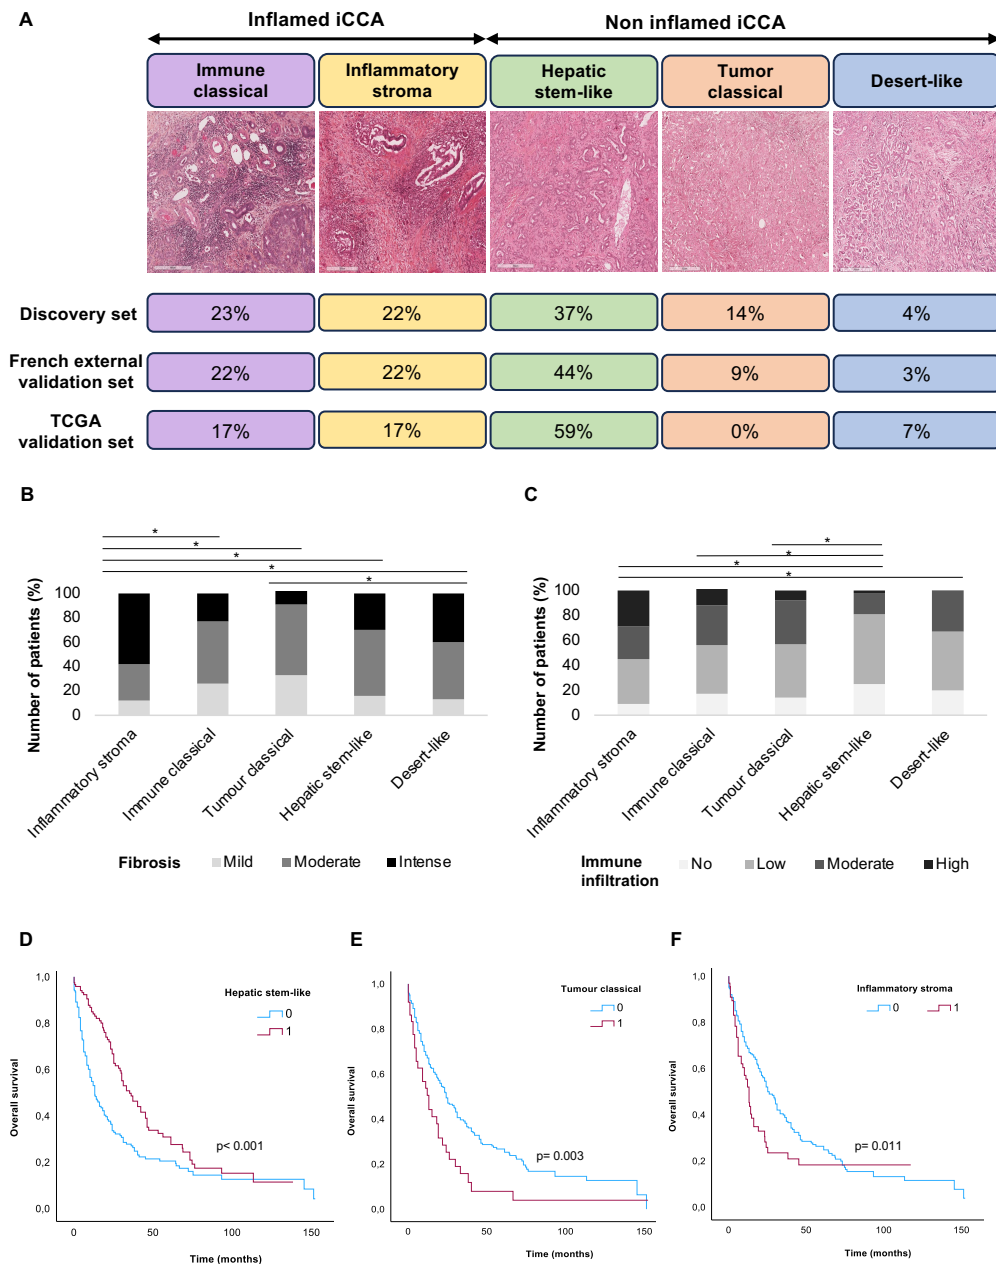 A
Inflamed iCCA
Non inflamed iCCA
Immune
classical
Inflammatory
stroma
Hepatic
stem-like
Tumor
classical
Desert-like
Discovery set
23%
22%
37%
14%
4%
French external
validation set
22%
22%
44%
9%
3%
TCGA
validation set
17%
17%
59%
0%
7%
B
* * * * *
Number of patients (%)
100
80
60
40
20
0
Inflammatory stroma
Immune classical
Tumour classical
Hepatic stem-like
Desert-like
Fibrosis
Mild
Moderate
Intense
C
* * * *
Number of patients (%)
100
80
60
40
20
0
Inflammatory stroma
Immune classical
Tumour classical
Hepatic stem-like
Desert-like
Immune
infiltration
No
Low
Moderate
High
D
Overall survival
1,0
0,8
0,6
0,4
0,2
0,0
Hepatic stem-like
0
1
p< 0.001
0
50
100
150
Time (months)
E
Overall survival
1,0
0,8
0,6
0,4
0,2
0,0
Tumour classical
0
1
p= 0.003
0
50
100
150
Time (months)
F
Overall survival
1,0
0,8
0,6
0,4
0,2
0,0
Inflammatory stroma
0
1
p= 0.011
0
50
100
150
Time (months)